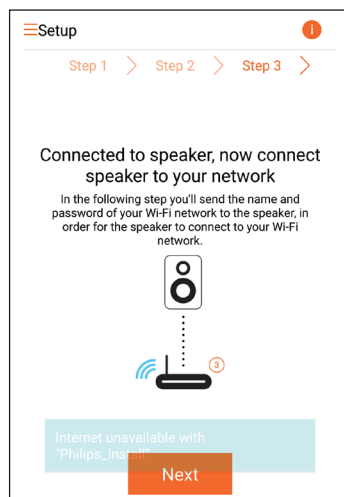 Setup
i
Step 1 > Step 2 > Step 3 >
Connected to speaker, now connect
speaker to your network
In the following step you'll send the name and
password of your Wi-Fi network to the speaker, in
order for the speaker to connect to your Wi-Fi
network.
3
Internet unavailable with
"Philips_Install".
Next